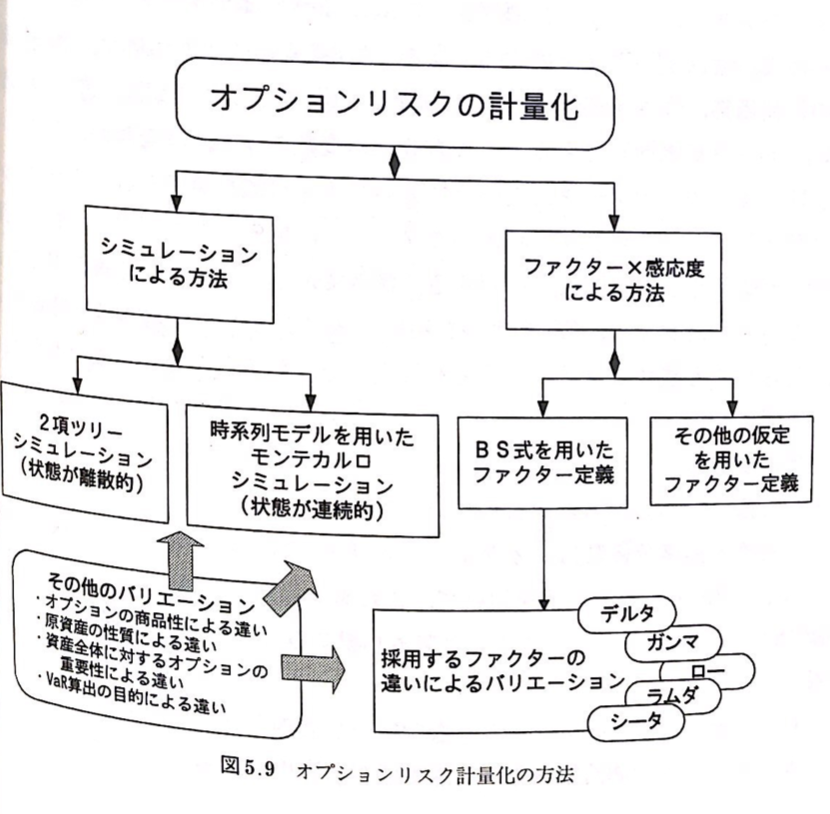 オプションリスクの計量化
シミュレーション
による方法
ファクター×感応度
による方法
2項ツリー
シミュレーション
(状態が離散的)
時系列モデルを用いた
モンテカルロ
シミュレーション
(状態が連続的)
BS式を用いた
ファクター定義
その他の仮定
を用いた
ファクター定義
その他のバリエーション
・オプションの商品性による違い
・原資産の性質による違い
・資産全体に対するオプションの
重要性による違い
・VaR算出の目的による違い
採用するファクターの
違いによるバリエーション
デルタ
ガンマ
ロー
ラムダ
シータ
図5.9 オプションリスク計量化の方法